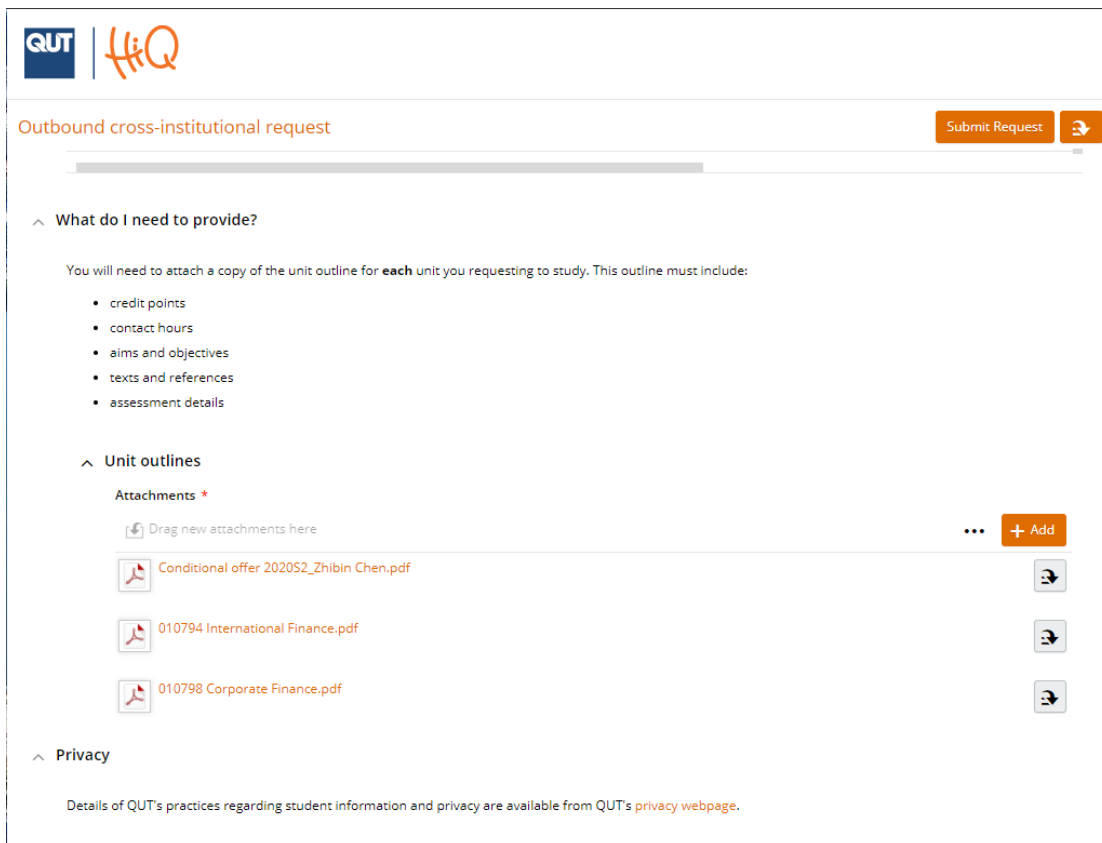 QUT HiQ
Outbound cross-institutional request
Submit Request
What do I need to provide?
You will need to attach a copy of the unit outline for each unit you requesting to study. This outline must include:
• credit points
• contact hours
• aims and objectives
• texts and references
• assessment details
Unit outlines
Attachments *
Drag new attachments here
+ Add
Conditional offer 2020S2_Zhibin Chen.pdf
010794 International Finance.pdf
010798 Corporate Finance.pdf
Privacy
Details of QUT's practices regarding student information and privacy are available from QUT's privacy webpage.